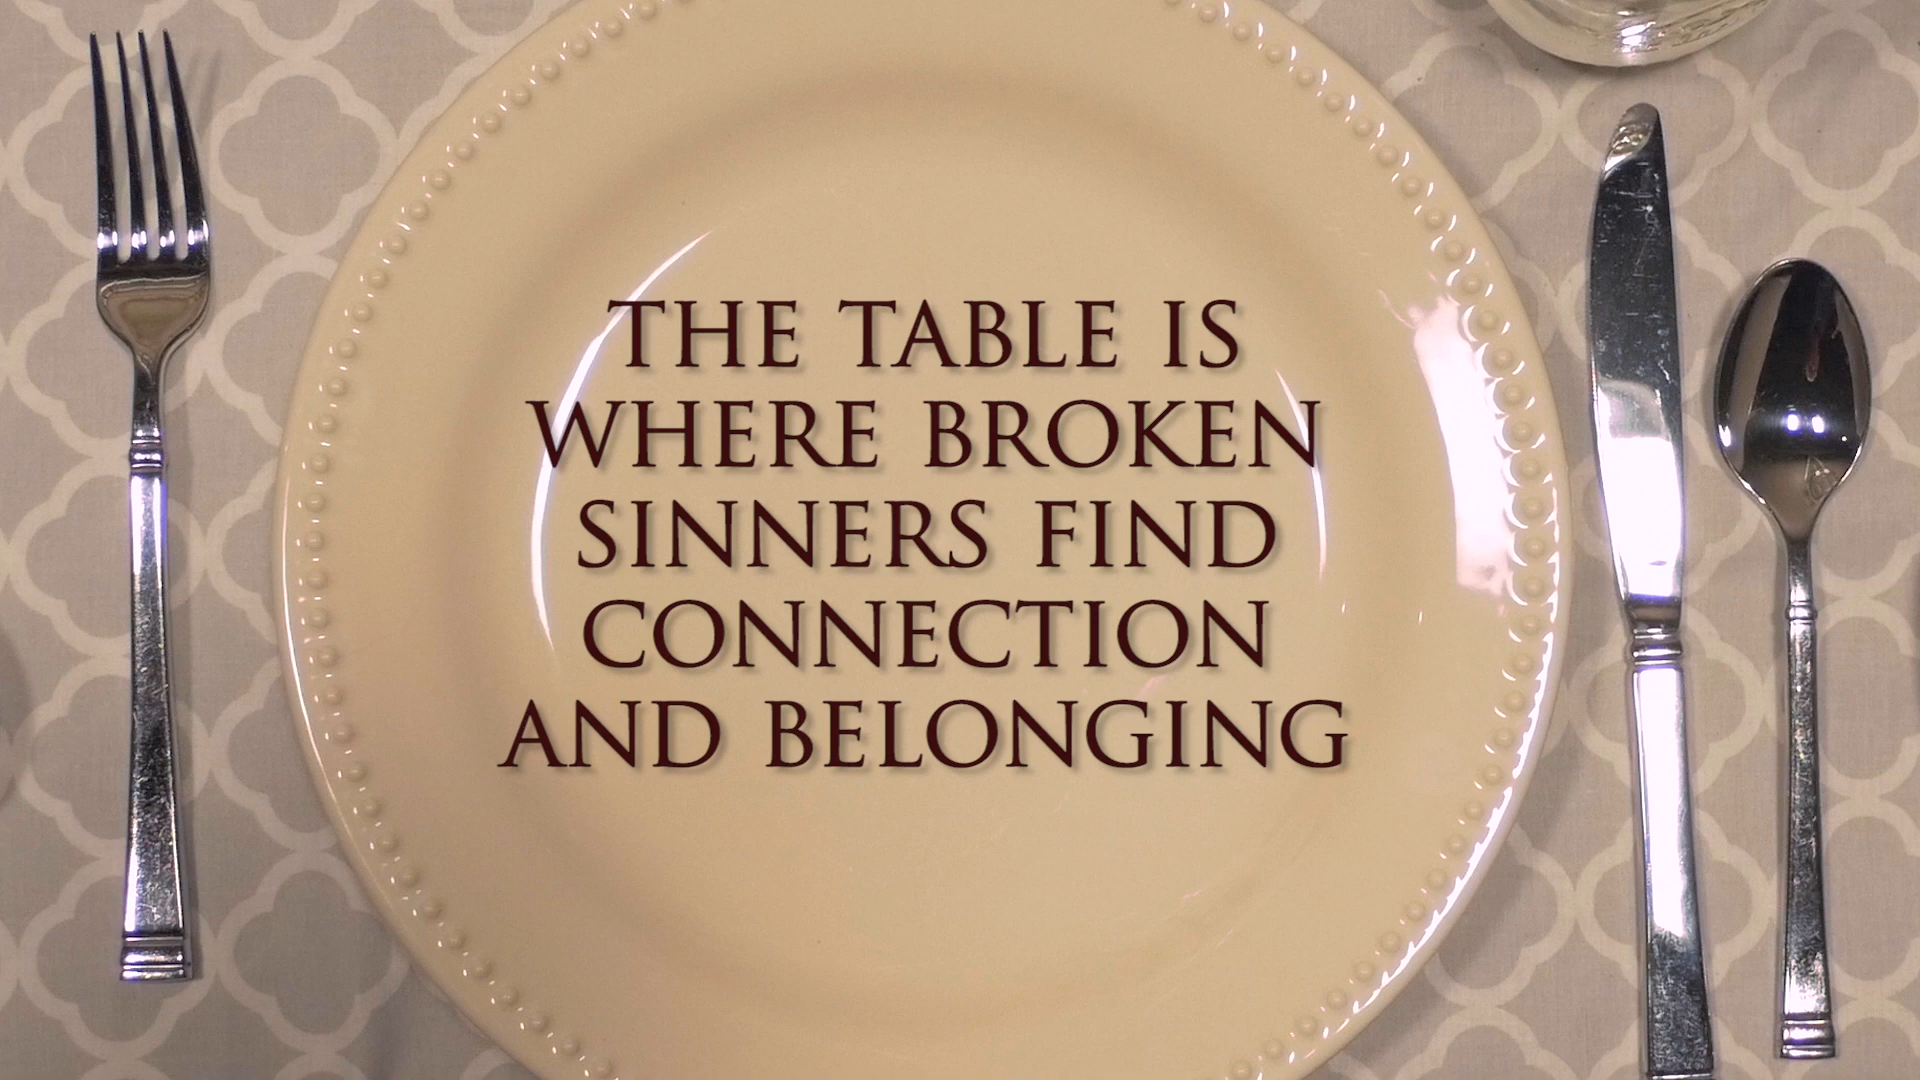 THE TABLE IS
WHERE BROKEN
SINNERS FIND
CONNECTION
AND BELONGING